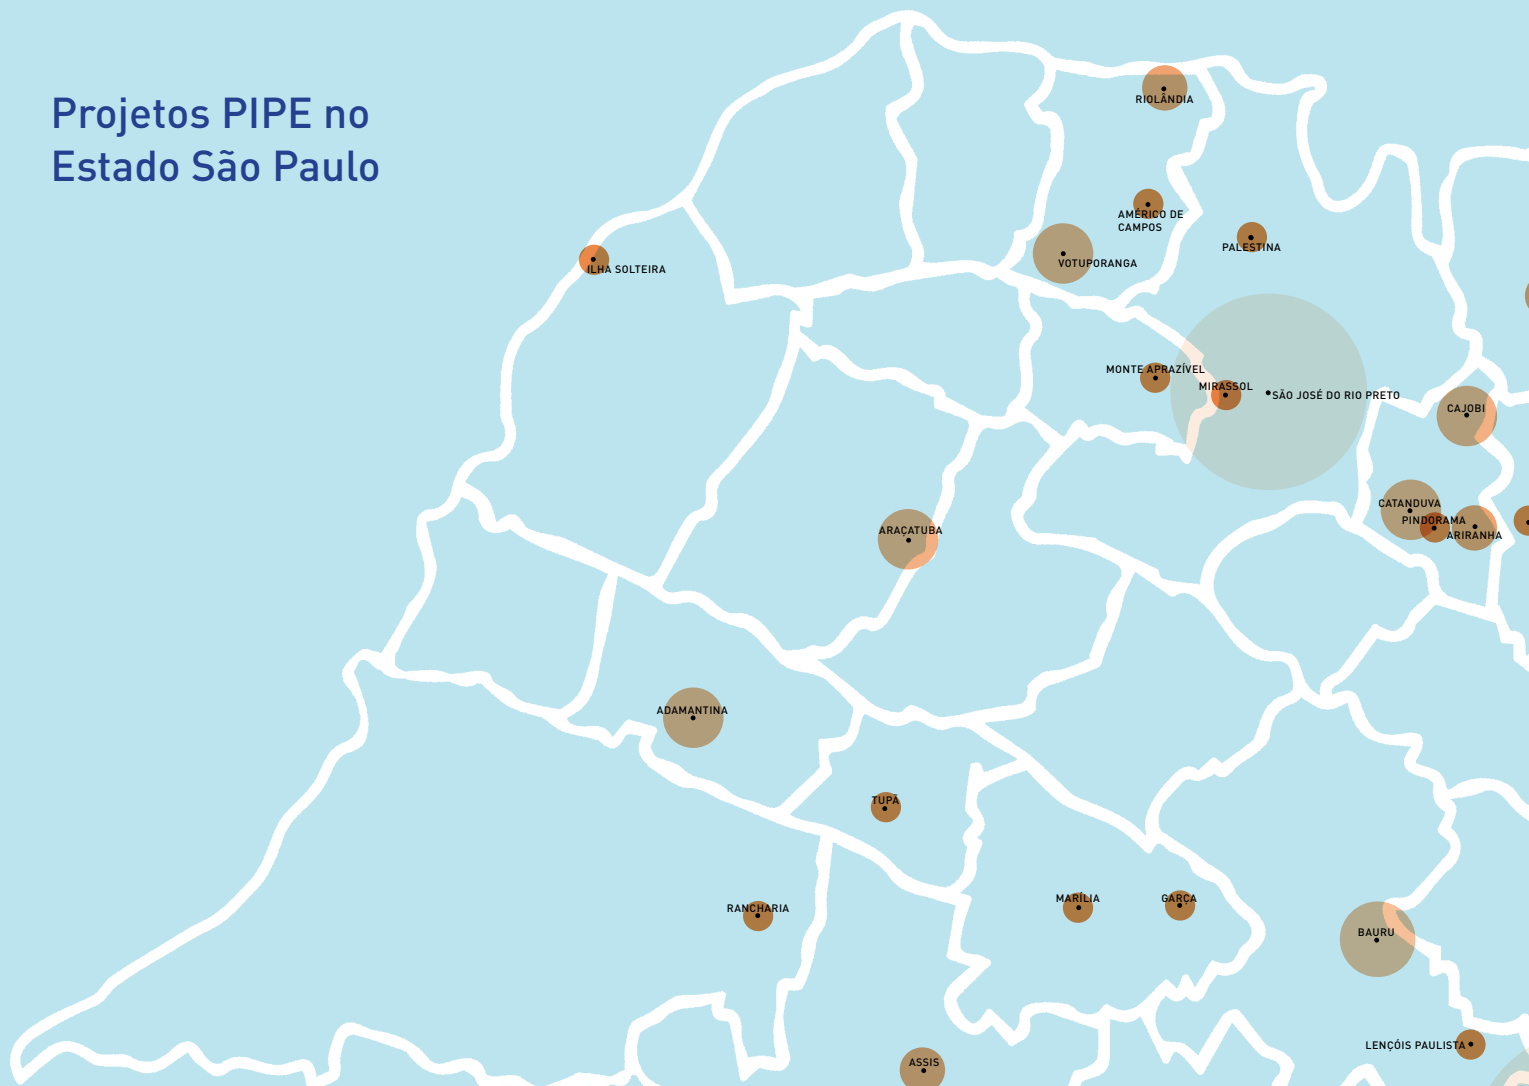 Projetos PIPE no
Estado São Paulo
RIOLÂNDIA
AMÉRICO DE
CAMPOS
PALESTINA
VOTUPORANGA
ILHA SOLTEIRA
MONTE APRAZÍVEL
MIRASSOL
SÃO JOSÉ DO RIO PRETO
CAJOBI
CATANDUVA
PINDORAMA
ARIRANHA
ARAÇATUBA
ADAMANTINA
TUPÃ
RANCHARIA
MARÍLIA
GARÇA
BAURU
LENÇÓIS PAULISTA
ASSIS